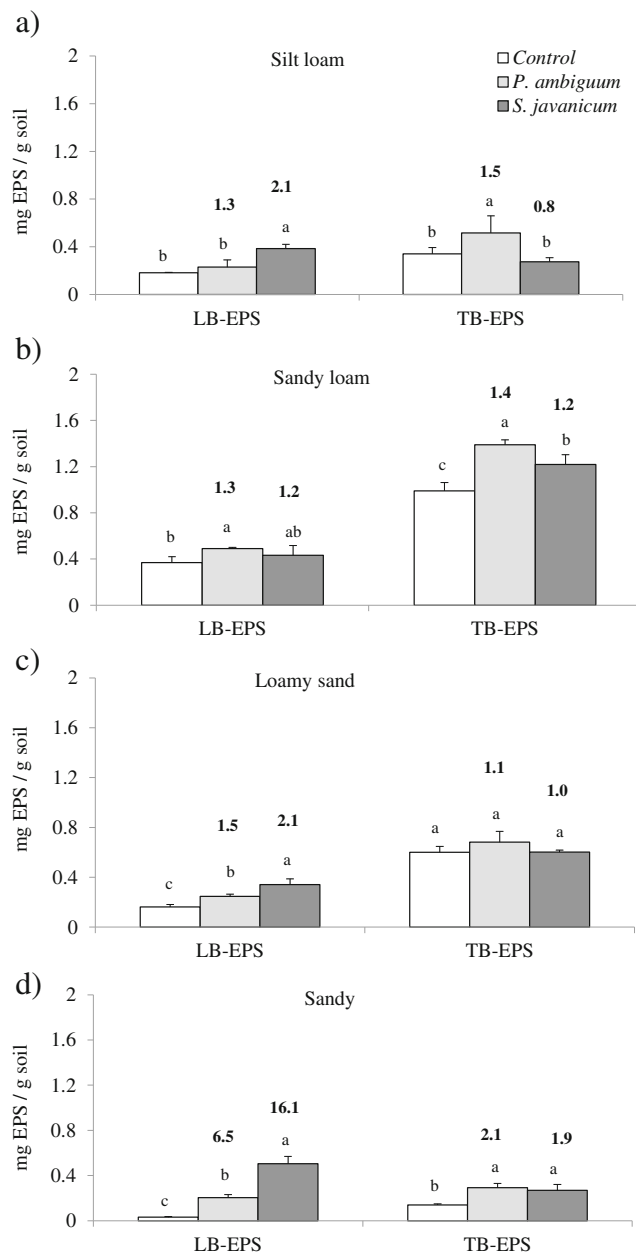 a)
Silt loam
Control
P. ambiguum
S. javanicum
mg EPS / g soil
2
1.6
1.2
0.8
0.4
0
1.3
2.1
1.5
0.8
b
b
a
b
a
b
LB-EPS
TB-EPS
b)
Sandy loam
mg EPS / g soil
2
1.6
1.2
0.8
0.4
0
1.3
1.2
1.4
1.2
b
a
ab
c
a
b
LB-EPS
TB-EPS
c)
Loamy sand
mg EPS / g soil
2
1.6
1.2
0.8
0.4
0
1.5
2.1
1.1
1.0
c
b
a
a
a
a
LB-EPS
TB-EPS
d)
Sandy
mg EPS / g soil
2
1.6
1.2
0.8
0.4
0
6.5
16.1
2.1
1.9
c
b
a
b
a
a
LB-EPS
TB-EPS